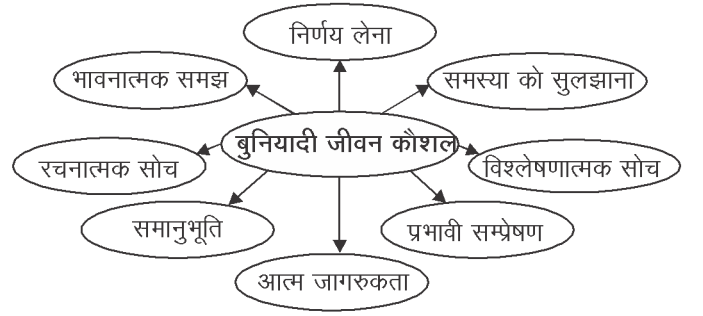 निर्णय लेना
भावनात्मक समझ
समस्या को सुलझाना
बुनियादी जीवन कौशल
रचनात्मक सोच
विश्लेषणात्मक सोच
समानुभूति
प्रभावी सम्प्रेषण
आत्म जागरुकता